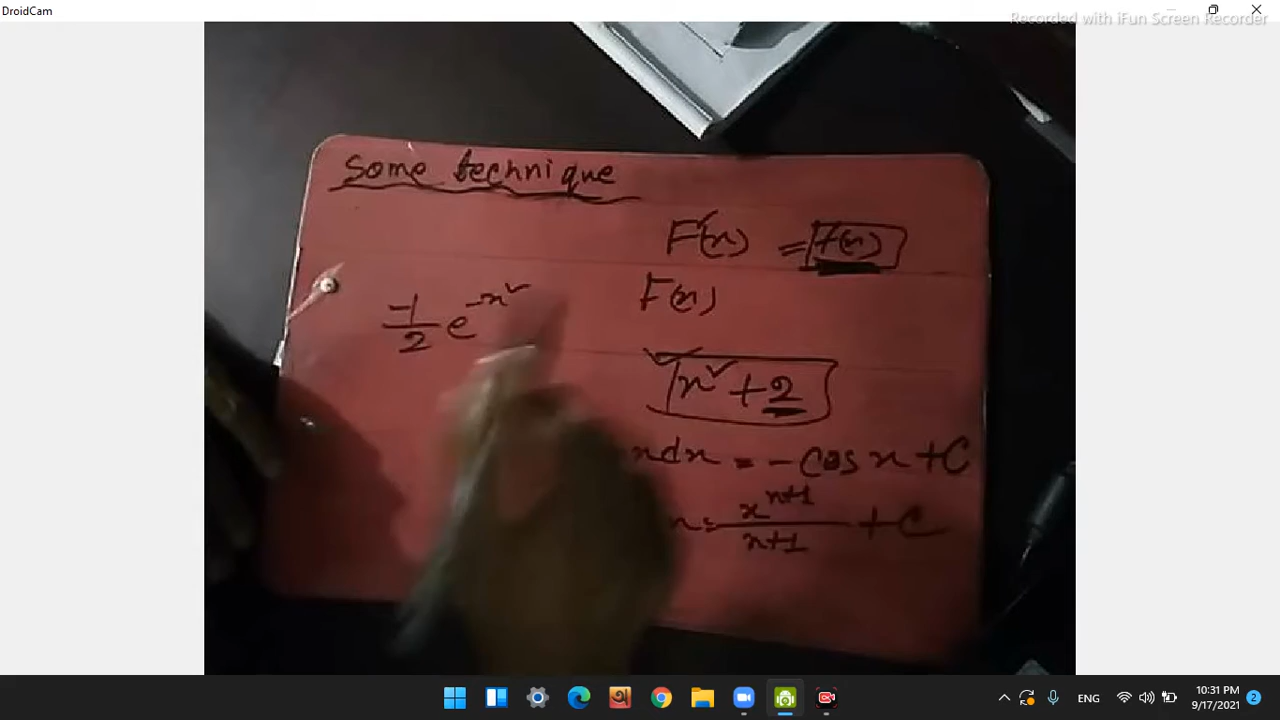 DroidCam
Recorded with iFun Screen Recorder
Some technique
F'(x) = f(x)
-1/2 e^-x²
F(x)
x² + 2
x dx = - cos x + C
= x^n+1 / n+1 + C
ENG
10:31 PM
9/17/2021
2